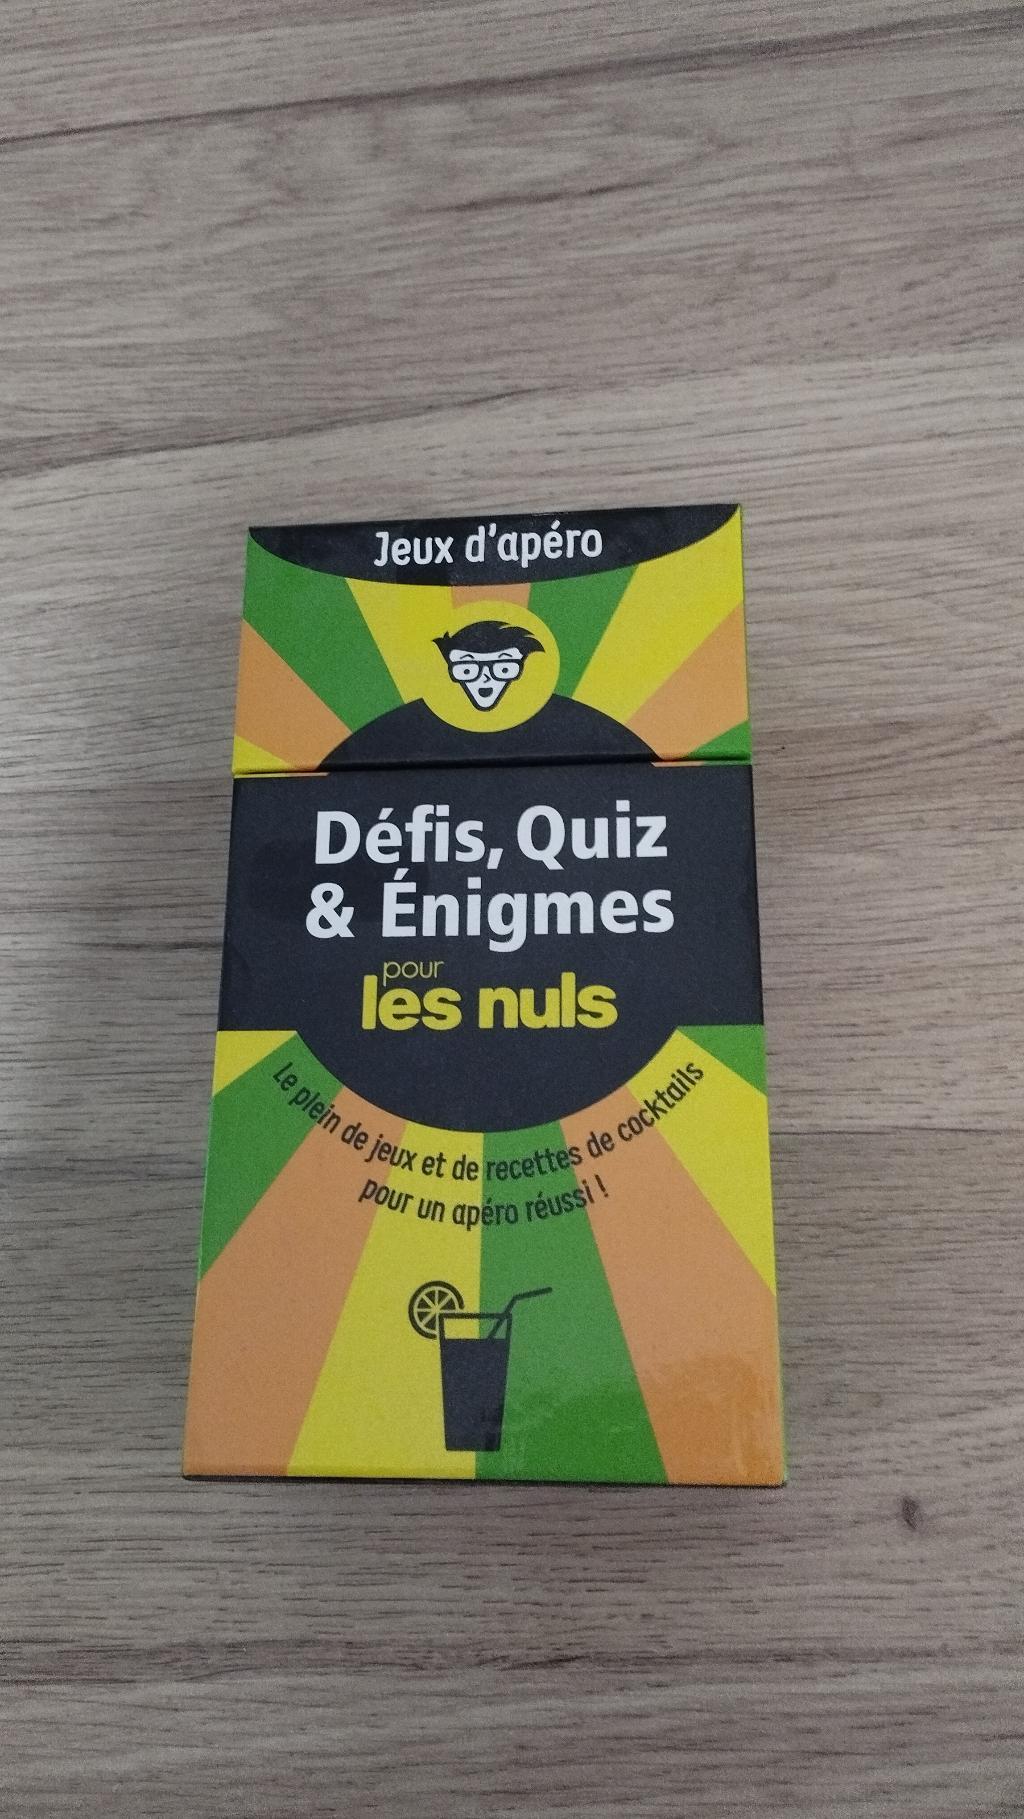 Jeux d'apéro
Défis, Quiz
& Énigmes
pour
les nuls
Le plein de jeux et de recettes de cocktails
pour un apéro réussi !